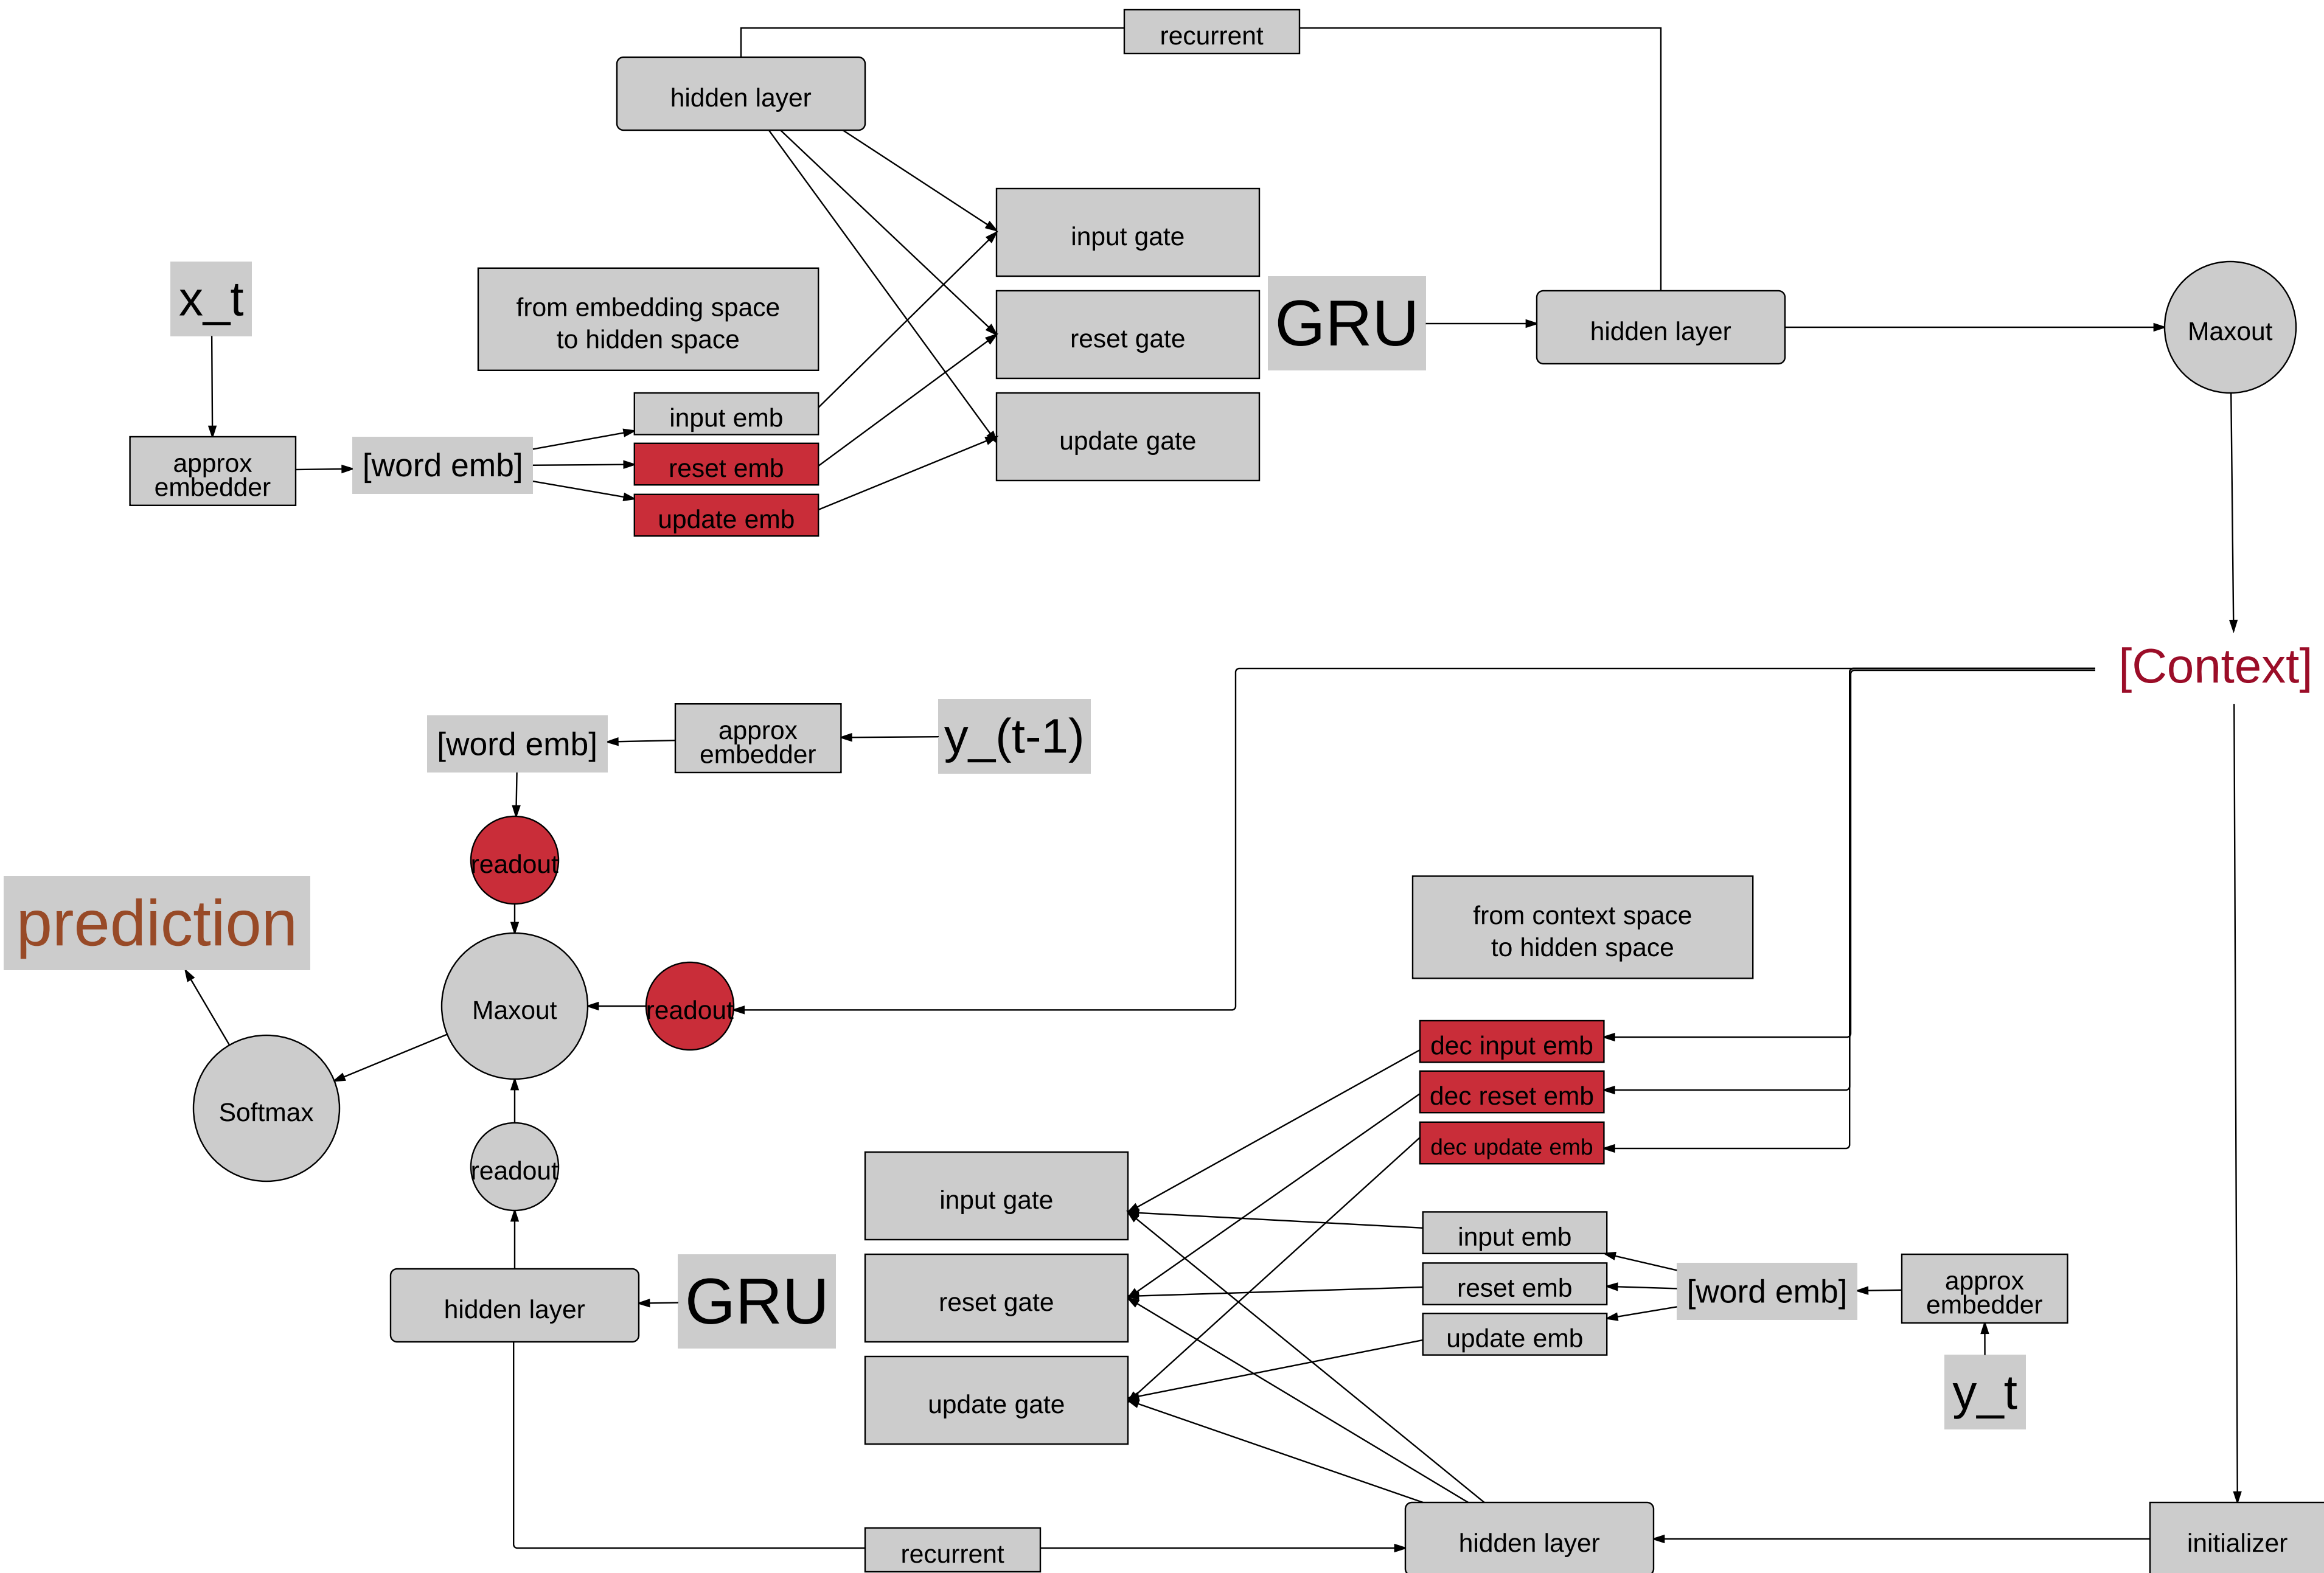 recurrent
hidden layer
input gate
x_t
from embedding space
to hidden space
GRU
hidden layer
Maxout
reset gate
input emb
update gate
approx
embedder
[word emb]
reset emb
update emb
[Context]
[word emb]
approx
embedder
y_(t-1)
readout
prediction
from context space
to hidden space
Maxout
readout
dec input emb
dec reset emb
Softmax
dec update emb
readout
input gate
input emb
hidden layer
GRU
reset gate
reset emb
[word emb]
approx
embedder
update emb
update gate
y_t
recurrent
hidden layer
initializer